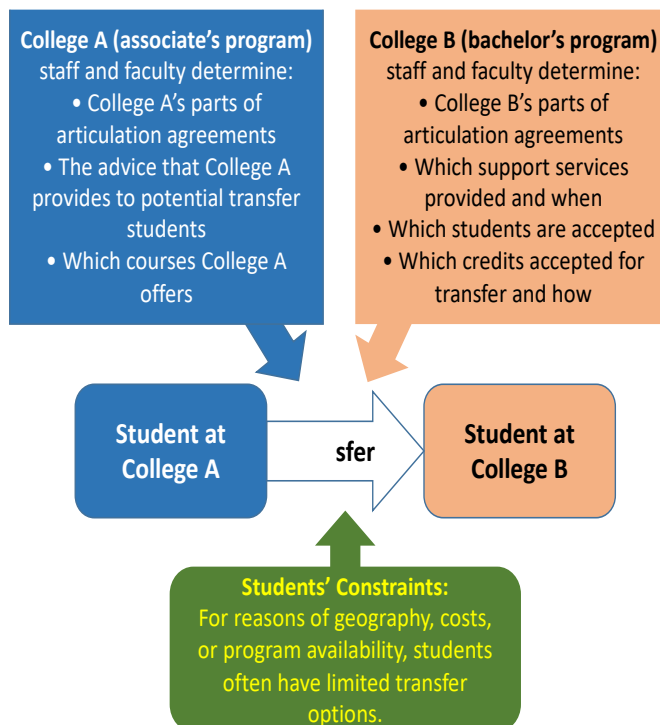 College A (associate's program)
staff and faculty determine:
• College A's parts of
articulation agreements
• The advice that College A
provides to potential transfer
students
• Which courses College A
offers
College B (bachelor's program)
staff and faculty determine:
• College B's parts of
articulation agreements
• Which support services
provided and when
• Which students are accepted
• Which credits accepted for
transfer and how
Student at
College A
sfer
Student at
College B
Students' Constraints:
For reasons of geography, costs,
or program availability, students
often have limited transfer
options.